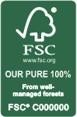 FSC
www.fsc.org
OUR PURE 100%
From well-
managed forests
FSC® C000000